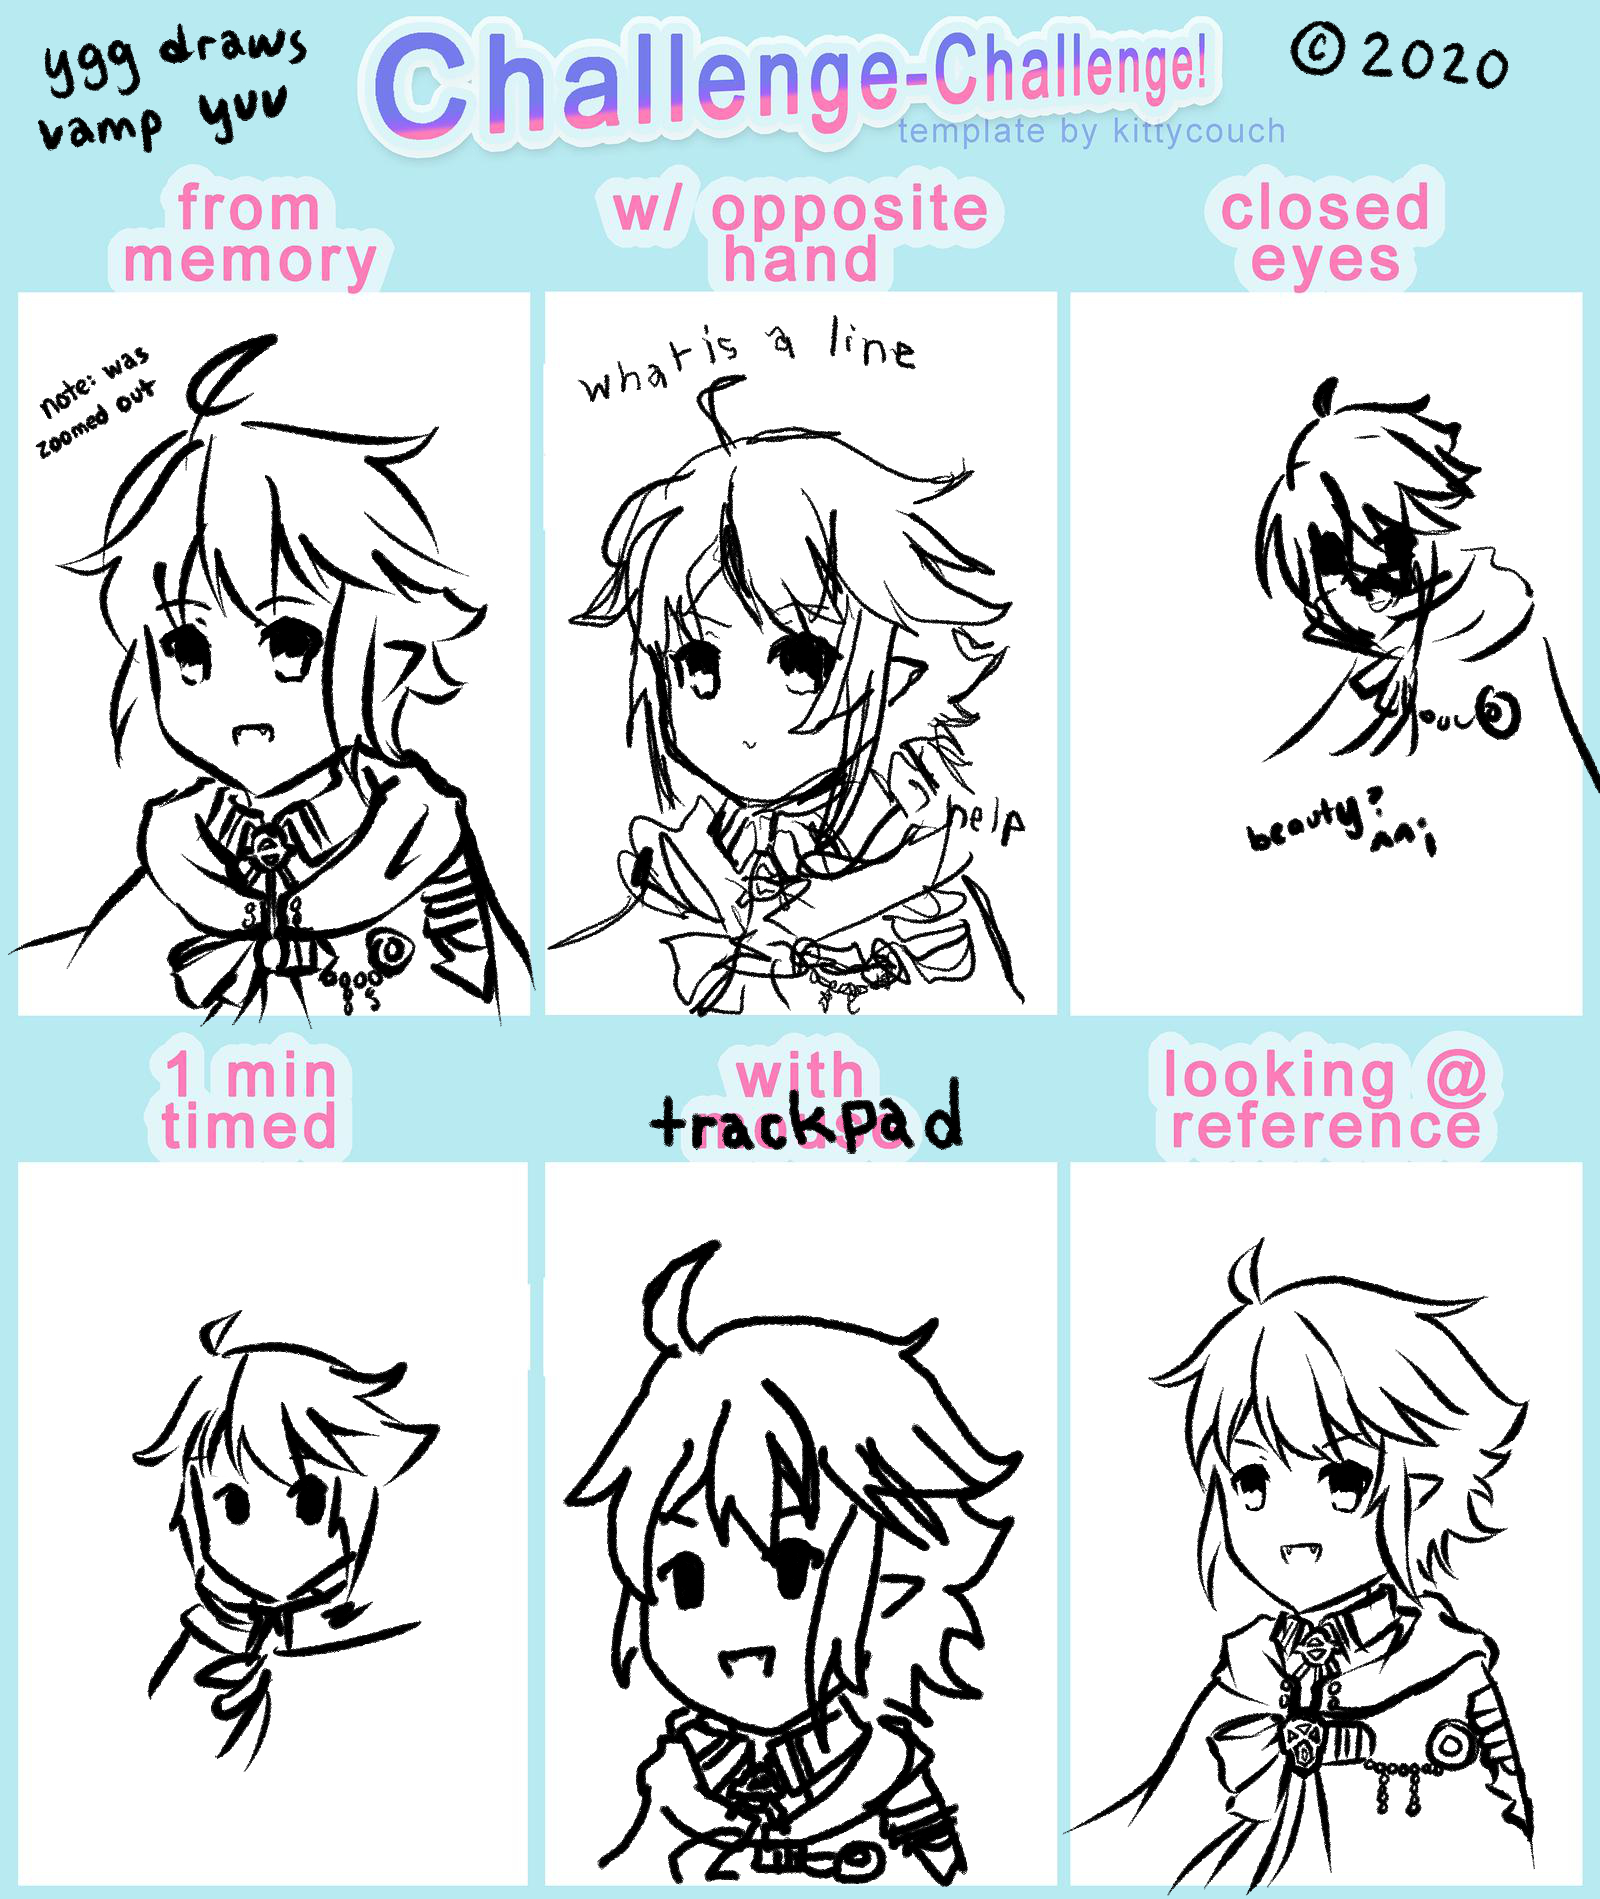 ygg draws
vamp yuu
Challenge-Challenge!
template by kittycouch
© 2020
from
memory
w/ opposite
hand
closed
eyes
note: was
zoomed out
what is a line
help
beauty?
1 min
timed
with
trackpad
looking @
reference